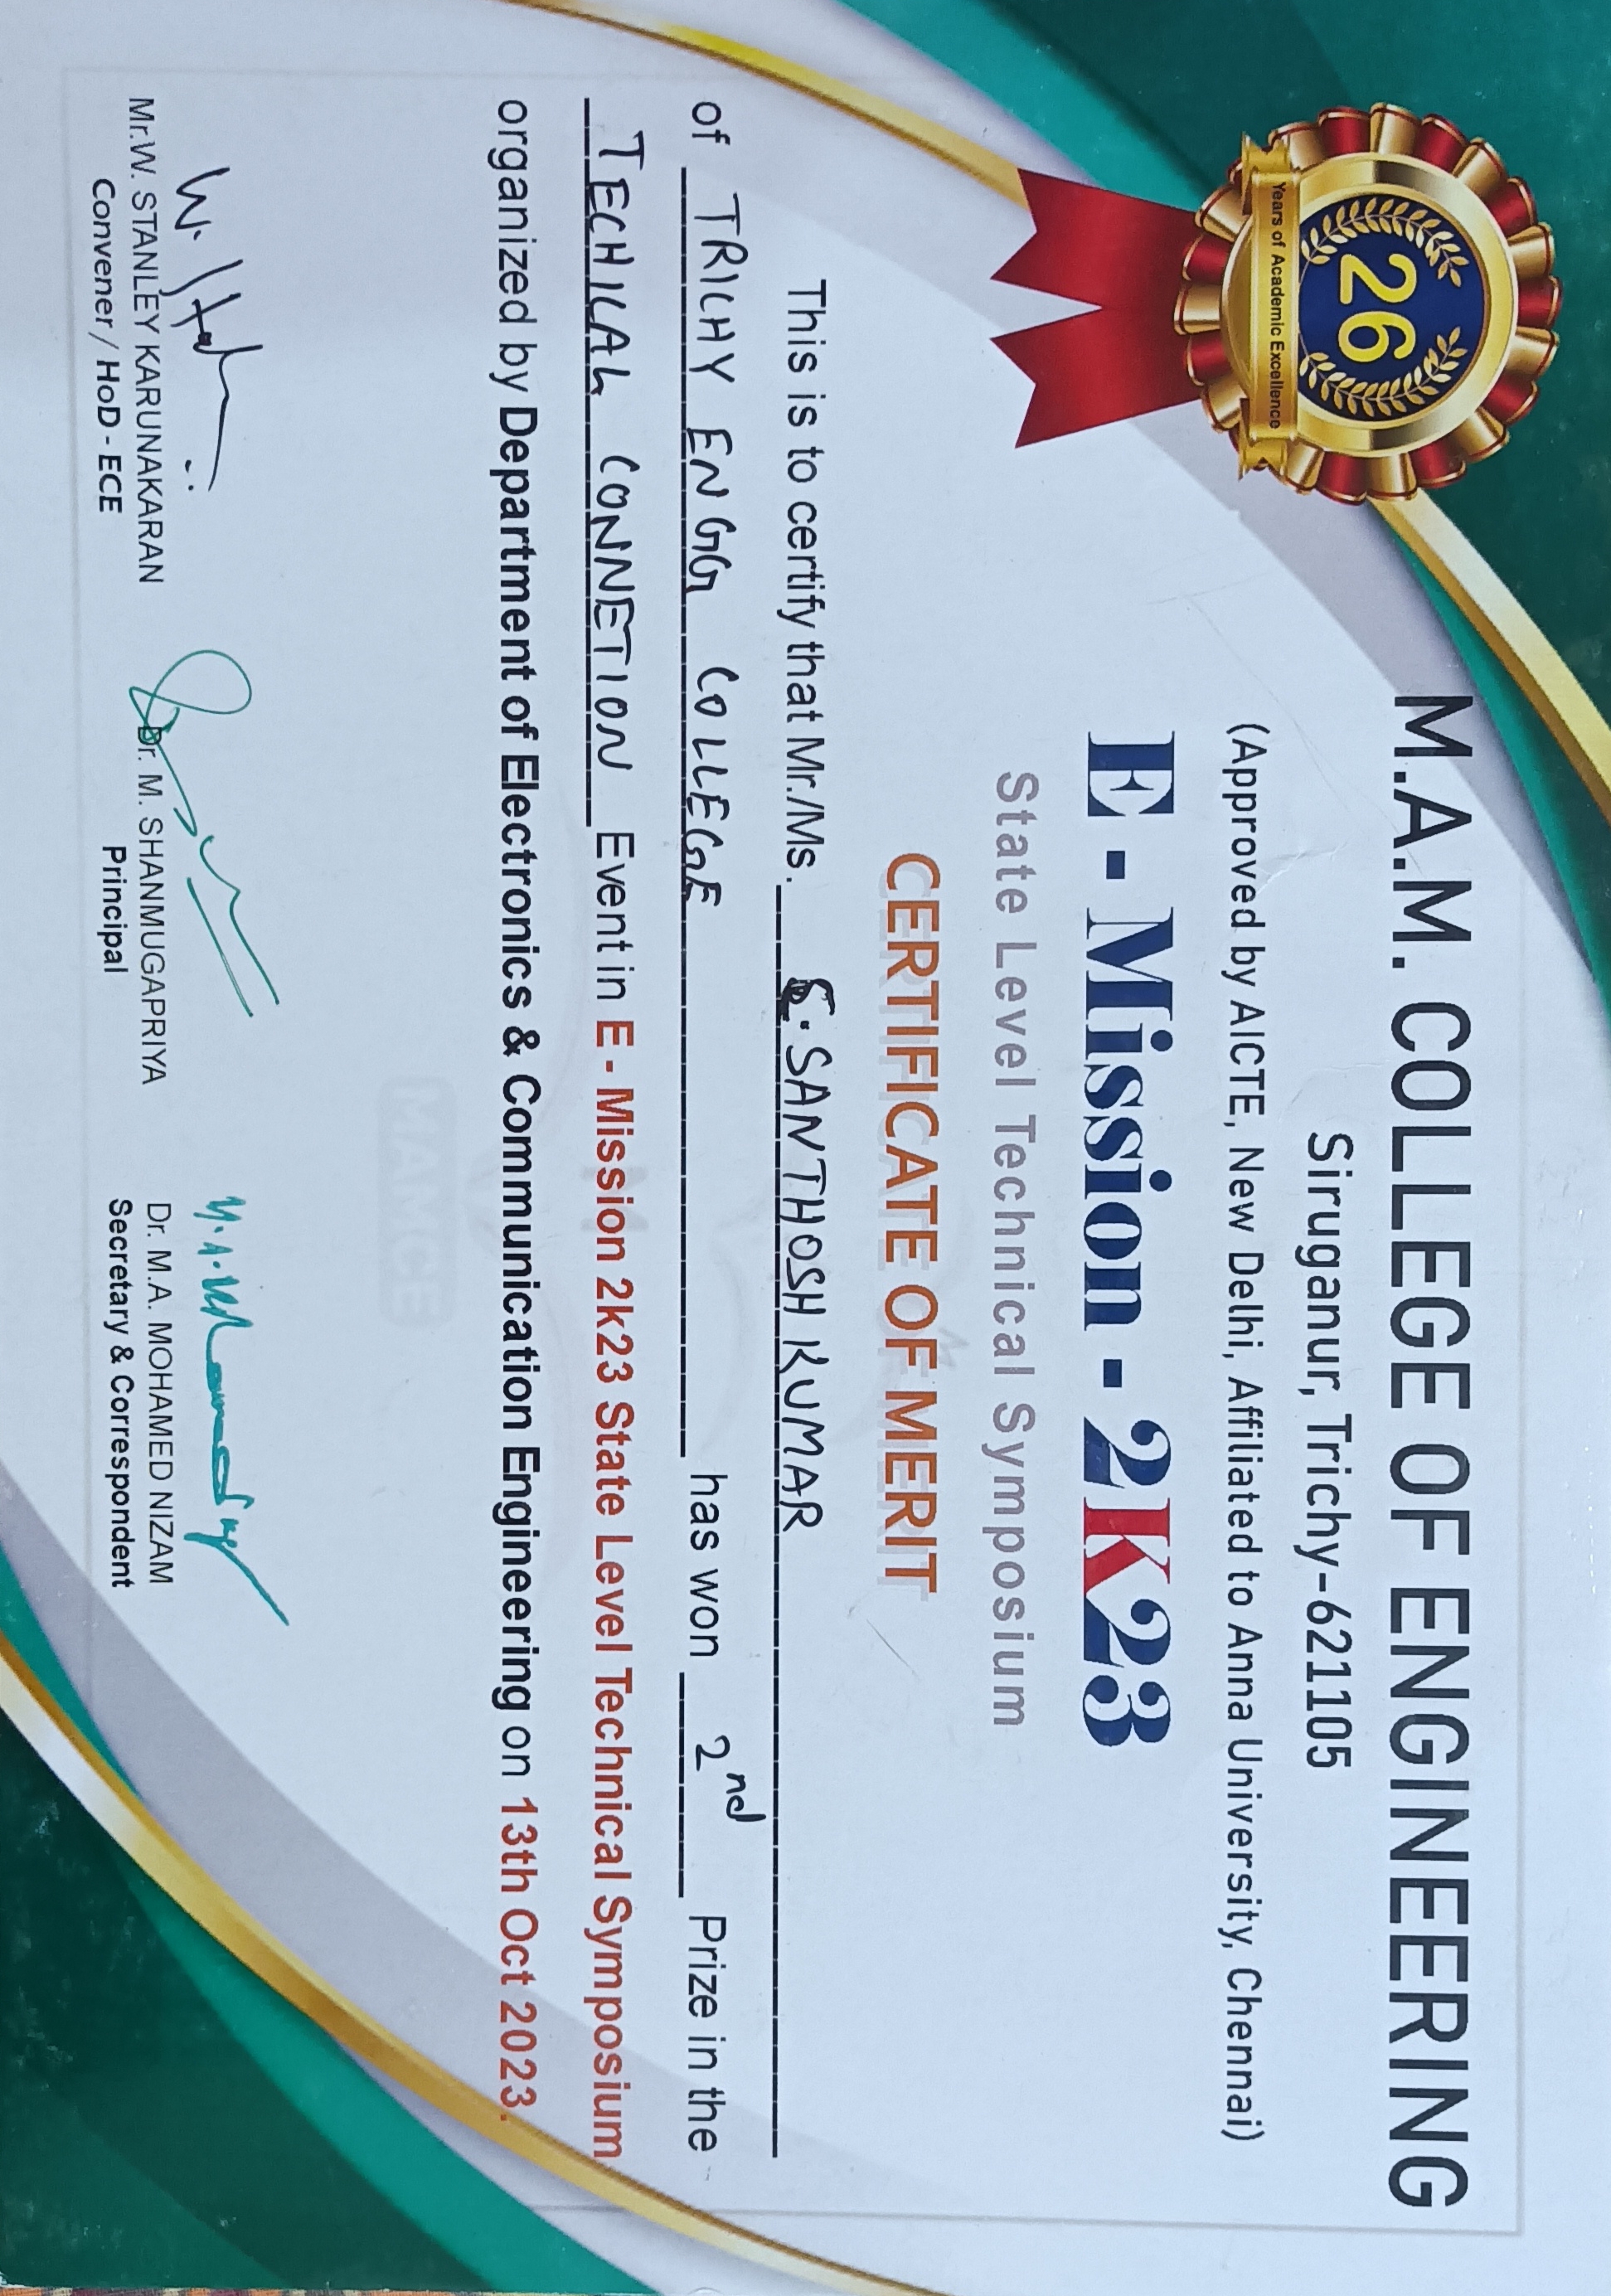 26
Years of Academic Excellence
M.A.M. COLLEGE OF ENGINEERING
Siruganur, Trichy-621105
(Approved by AICTE, New Delhi, Affiliated to Anna University, Chennai)
E - Mission - 2K23
State Level Technical Symposium
CERTIFICATE OF MERIT
This is to certify that Mr./Ms. SANTHOSH KUMAR
of TRICHY ENGG COLLEGE has won 2nd Prize in the
TECHICAL CONNETION Event in E - Mission 2k23 State Level Technical Symposium
organized by Department of Electronics & Communication Engineering on 13th Oct 2023.
M
MAMCE
Mr.W. STANLEY KARUNAKARAN
Convener / HoD - ECE
Dr. M. SHANMUGAPRIYA
Principal
Dr. M.A. MOHAMED NIZAM
Secretary & Correspondent